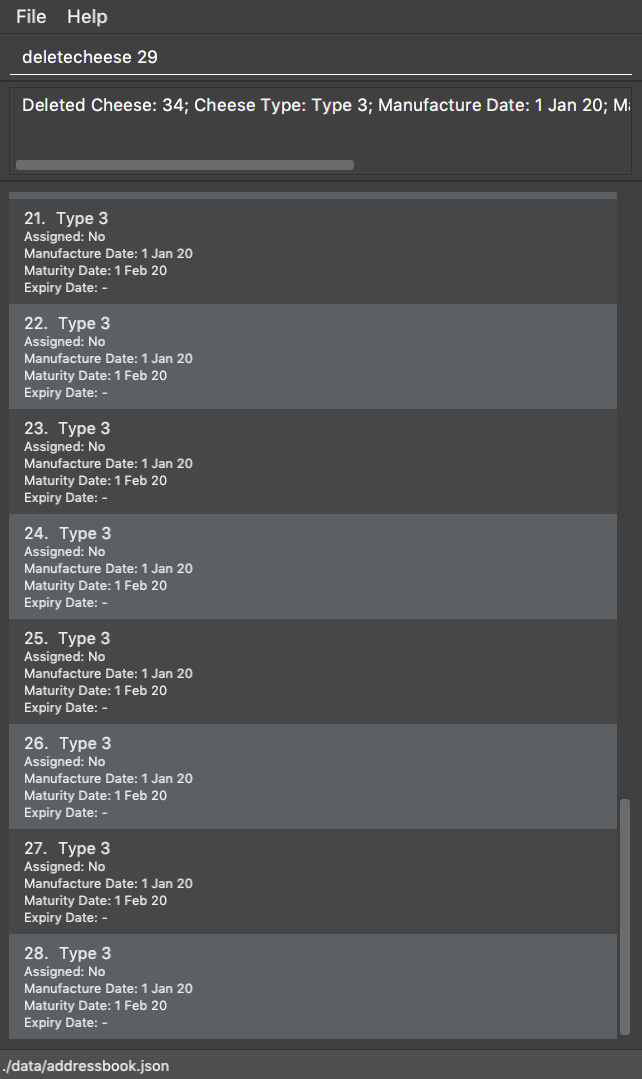 File Help
deletecheese 29
Deleted Cheese: 34; Cheese Type: Type 3; Manufacture Date: 1 Jan 20;
21. Type 3
Assigned: No
Manufacture Date: 1 Jan 20
Maturity Date: 1 Feb 20
Expiry Date: -
22. Type 3
Assigned: No
Manufacture Date: 1 Jan 20
Maturity Date: 1 Feb 20
Expiry Date: -
23. Type 3
Assigned: No
Manufacture Date: 1 Jan 20
Maturity Date: 1 Feb 20
Expiry Date: -
24. Type 3
Assigned: No
Manufacture Date: 1 Jan 20
Maturity Date: 1 Feb 20
Expiry Date: -
25. Type 3
Assigned: No
Manufacture Date: 1 Jan 20
Maturity Date: 1 Feb 20
Expiry Date: -
26. Type 3
Assigned: No
Manufacture Date: 1 Jan 20
Maturity Date: 1 Feb 20
Expiry Date: -
27. Type 3
Assigned: No
Manufacture Date: 1 Jan 20
Maturity Date: 1 Feb 20
Expiry Date: -
28. Type 3
Assigned: No
Manufacture Date: 1 Jan 20
Maturity Date: 1 Feb 20
Expiry Date: -
./data/addressbook.json